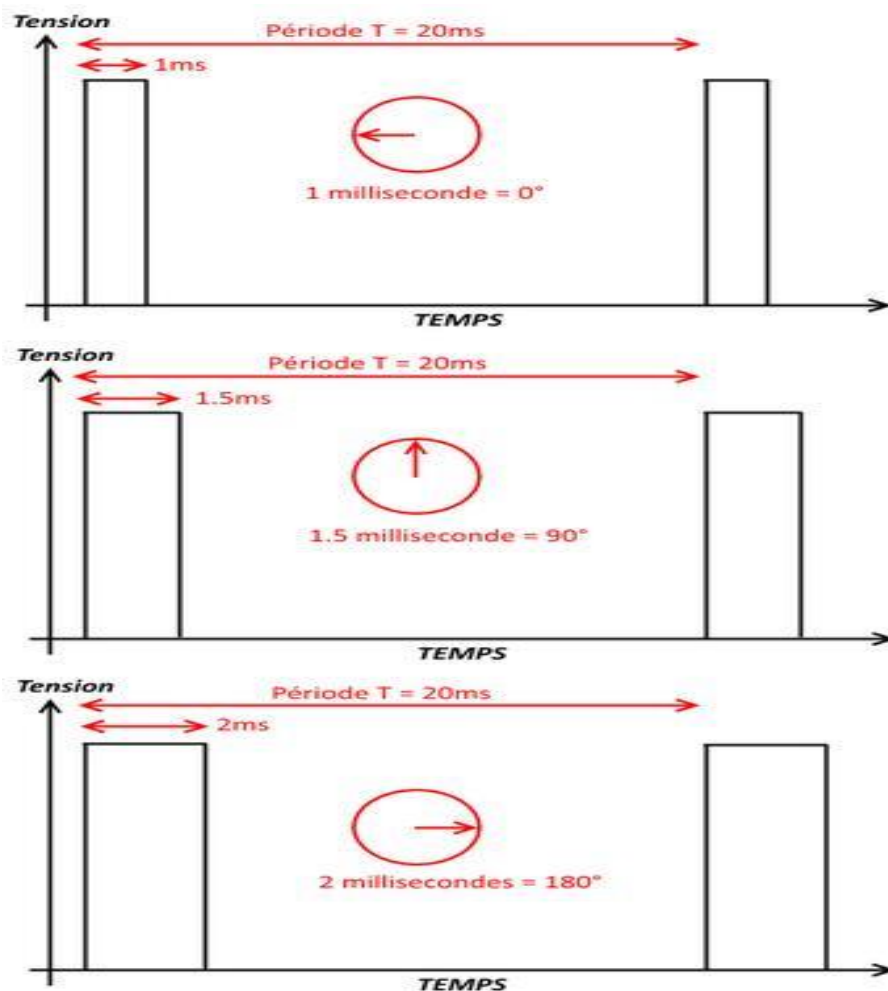 Tension
Période T = 20ms
1ms
1 milliseconde = 0°
TEMPS
Tension
Période T = 20ms
1.5ms
1.5 milliseconde = 90°
TEMPS
Tension
Période T = 20ms
2ms
2 millisecondes = 180°
TEMPS